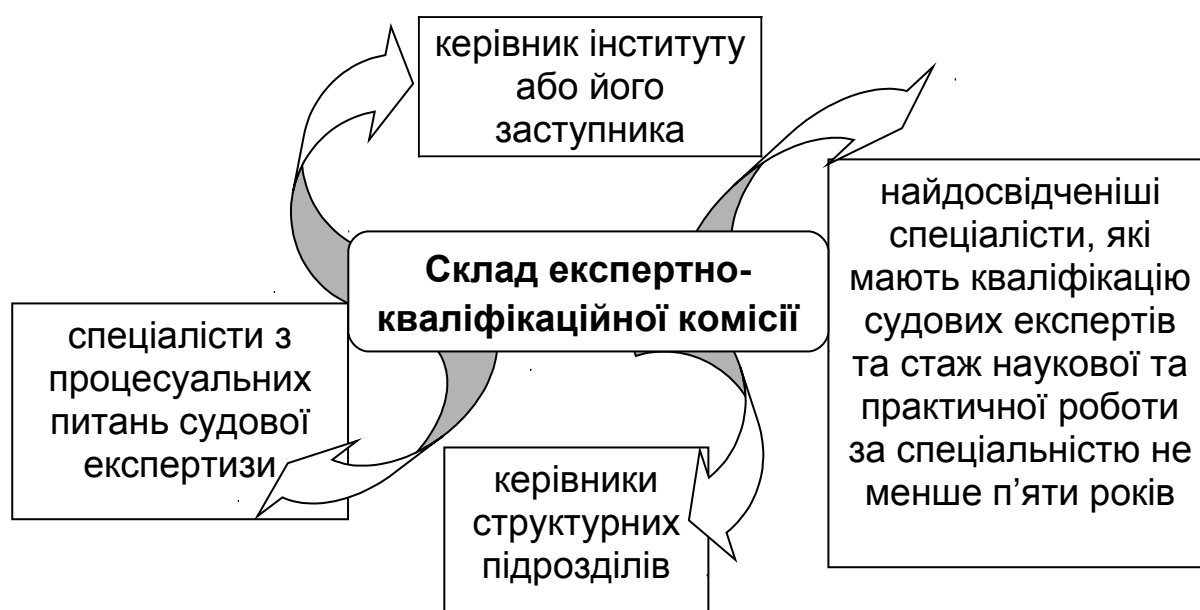 керівник інституту
або його
заступника
найдосвідченіші
спеціалісти, які
мають кваліфікацію
судових експертів
та стаж наукової та
практичної роботи
за спеціальністю не
менше п’яти років
Склад експертно-
кваліфікаційної комісії
спеціалісти з
процесуальних
питань судової
експертизи
керівники
структурних
підрозділів